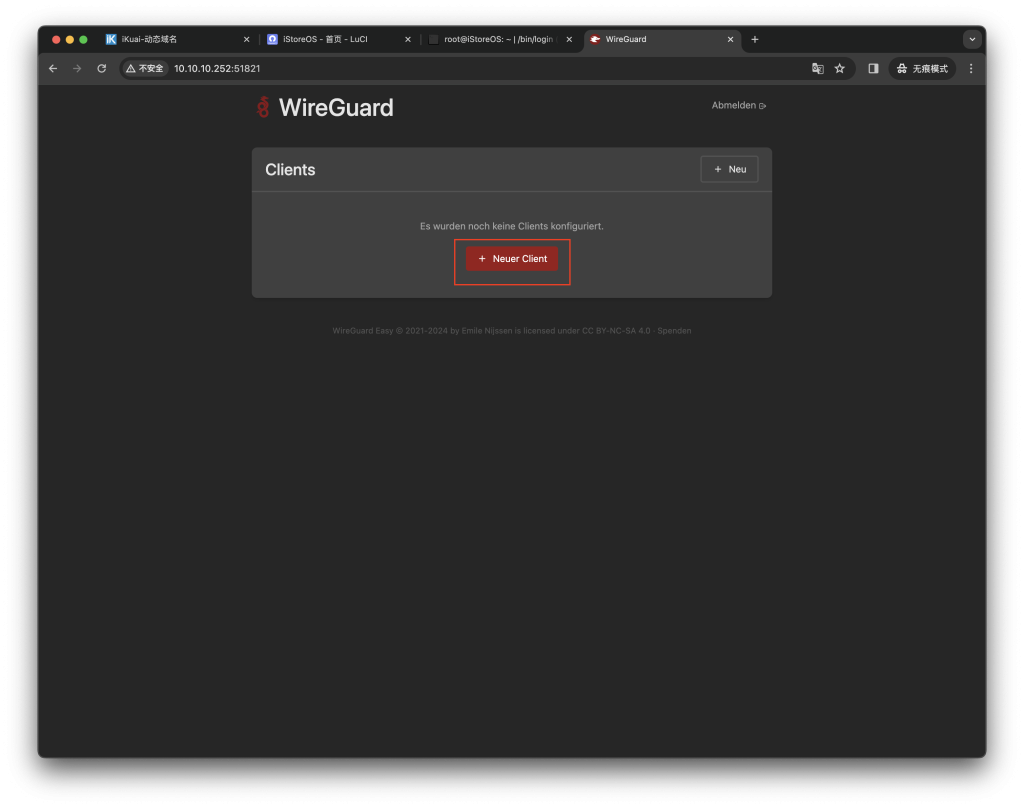 iKuai-动态域名
iStoreOS - 首页 - LuCI
root@iStoreOS: ~ | /bin/login
WireGuard
不安全
10.10.10.252:51821
无痕模式
WireGuard
Abmelden
Clients
+ Neu
Es wurden noch keine Clients konfiguriert.
+ Neuer Client
WireGuard Easy © 2021-2024 by Emile Nijssen is licensed under CC BY-NC-SA 4.0 · Spenden